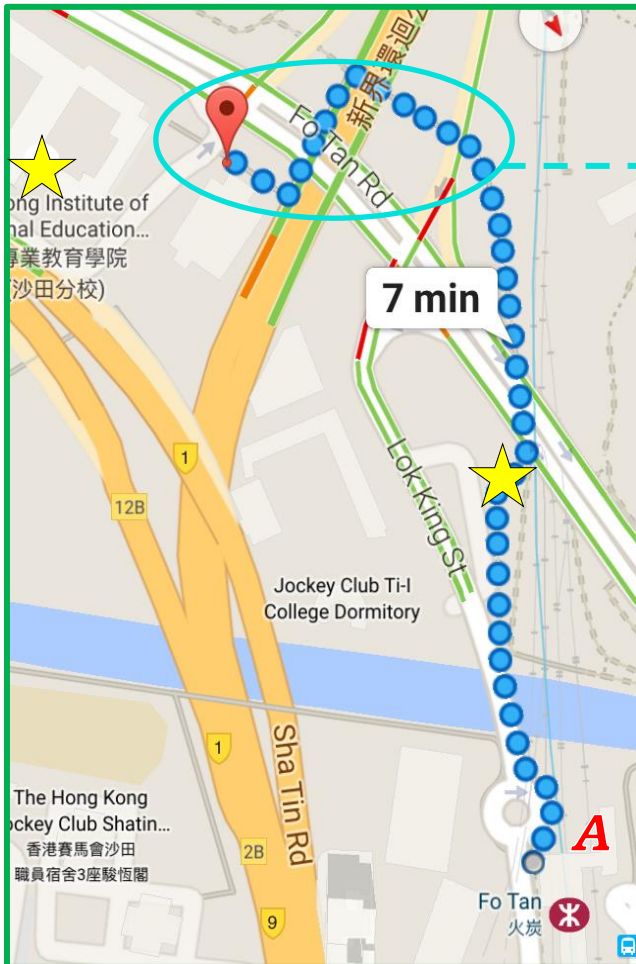 新界環迴公
Fo Tan Rd
ong Institute of
nal Education...
專業教育學院
(沙田分校)
7 min
1
12B
Lok King St
Jockey Club Ti-I
College Dormitory
1
Sha Tin Rd
The Hong Kong
ockey Club Shatin...
香港賽馬會沙田
職員宿舍3座駿恆閣
2B
9
A
Fo Tan
火炭